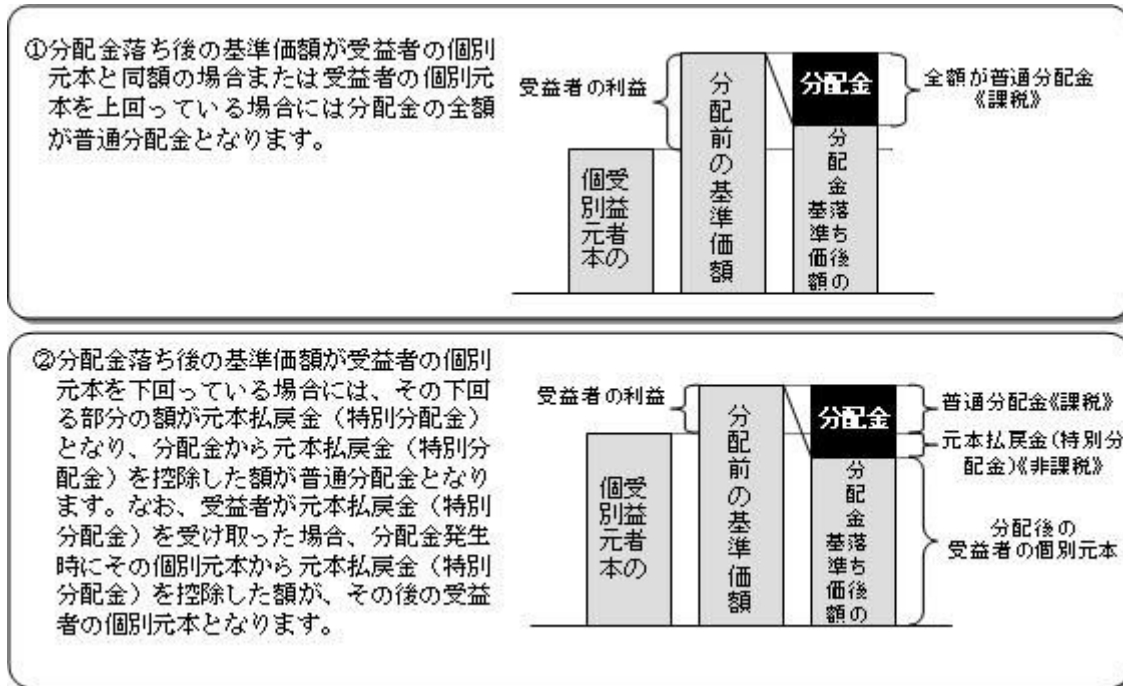 ①分配金落ち後の基準価額が受益者の個別
元本と同額の場合または受益者の個別元
本を上回っている場合には分配金の全額
が普通分配金となります。
受益者の利益
受益者の
個別元本
分配前の基準価額
分配金
分配金落ち後の
基準価額
全額が普通分配金
《課税》
②分配金落ち後の基準価額が受益者の個別
元本を下回っている場合には、その下回
る部分の額が元本払戻金（特別分配金）
となり、分配金から元本払戻金（特別分
配金）を控除した額が普通分配金となり
ます。なお、受益者が元本払戻金（特別
分配金）を受け取った場合、分配金発生
時にその個別元本から元本払戻金（特別
分配金）を控除した額が、その後の受益
者の個別元本となります。
受益者の利益
受益者の
個別元本
分配前の基準価額
分配金
分配金落ち後の
基準価額
普通分配金《課税》
元本払戻金（特別分
配金）《非課税》
分配後の
受益者の個別元本